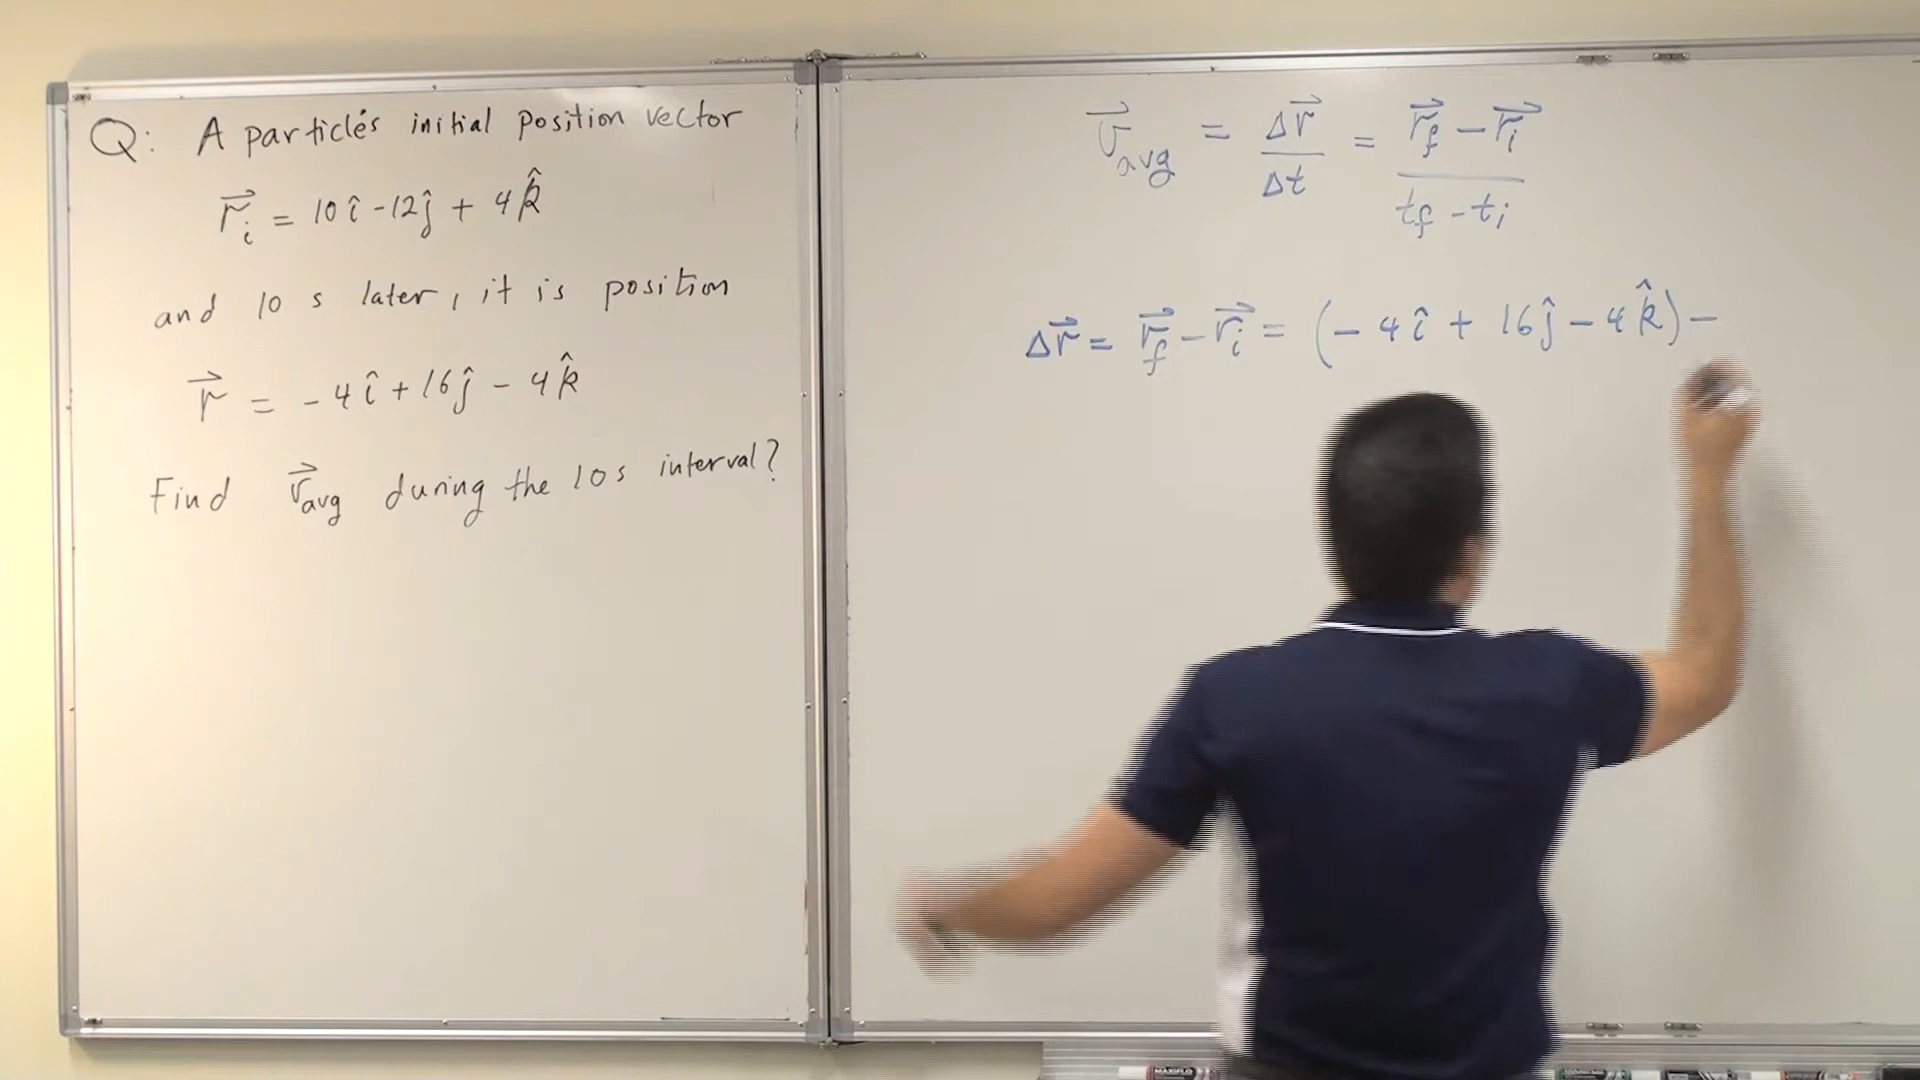 Q: A particle's initial position vector
r⃗ᵢ = 10î - 12ĵ + 4k̂
and 10 s later, it is position
r⃗ = - 4î + 16ĵ - 4k̂
Find v⃗avg during the 10s interval?
v⃗avg = Δr⃗/Δt = (r⃗f - r⃗i)/(tf - ti)
Δr⃗ = r⃗f - r⃗i = (- 4î + 16ĵ - 4k̂) -